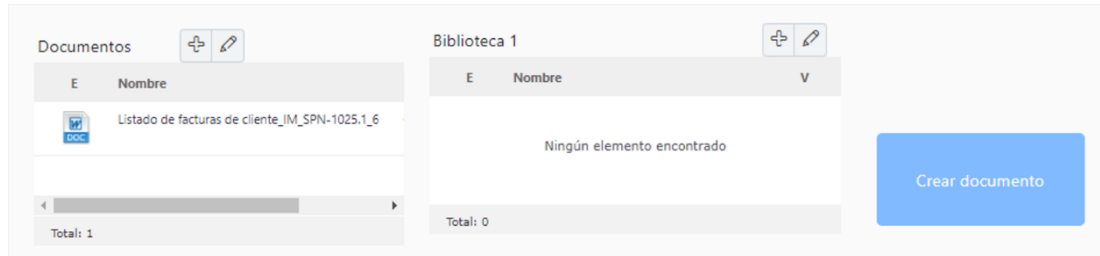 Documentos
E Nombre
DOC
Listado de facturas de cliente_IM_SPN-1025.1_6
Total: 1
Biblioteca 1
E Nombre V
Ningún elemento encontrado
Total: 0
Crear documento